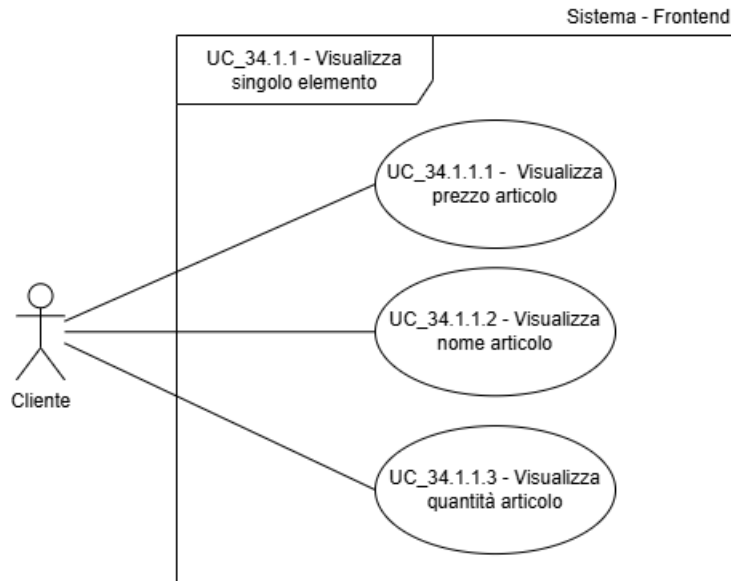 Sistema - Frontend
UC_34.1.1 - Visualizza
singolo elemento
UC_34.1.1.1 - Visualizza
prezzo articolo
UC_34.1.1.2 - Visualizza
nome articolo
Cliente
UC_34.1.1.3 - Visualizza
quantità articolo